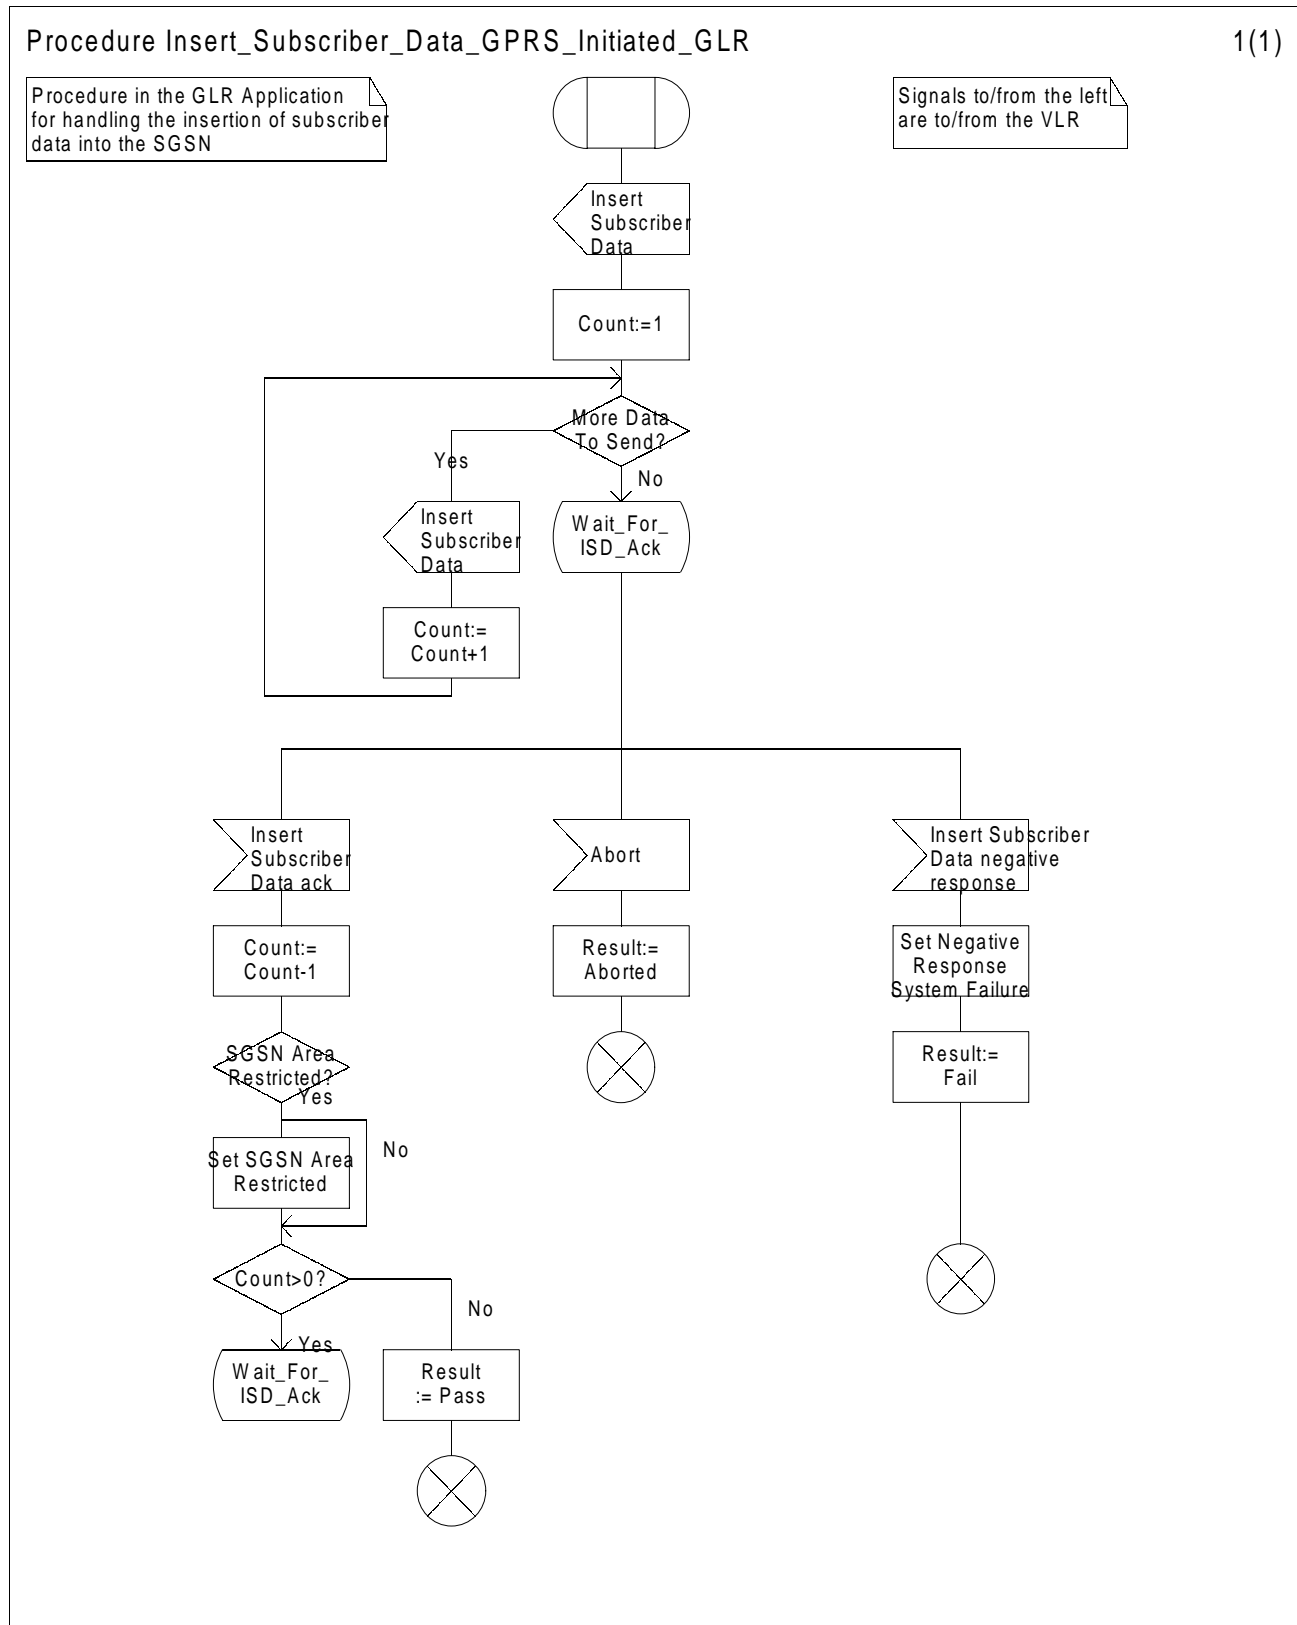 Procedure Insert_Subscriber_Data_GPRS_Initiated_GLR
1(1)
Procedure in the GLR Application
for handling the insertion of subscriber
data into the SGSN
Signals to/from the left
are to/from the VLR
Insert
Subscriber
Data
Count:=1
More Data
To Send?
Yes
No
Insert
Subscriber
Data
Wait_For_
ISD_Ack
Count:=
Count+1
Insert
Subscriber
Data ack
Abort
Insert Subscriber
Data negative
response
Count:=
Count-1
Result:=
Aborted
Set Negative
Response
System Failure
SGSN Area
Restricted?
Yes
Result:=
Fail
No
Set SGSN Area
Restricted
Count>0?
No
Yes
Wait_For_
ISD_Ack
Result
:= Pass